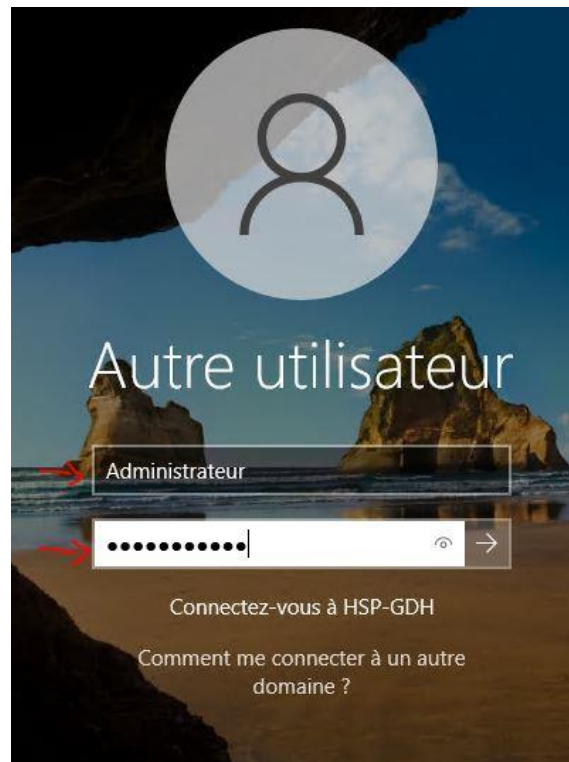 Autre utilisateur
Administrateur
●●●●●●●●●●●
Connectez-vous à HSP-GDH
Comment me connecter à un autre
domaine ?